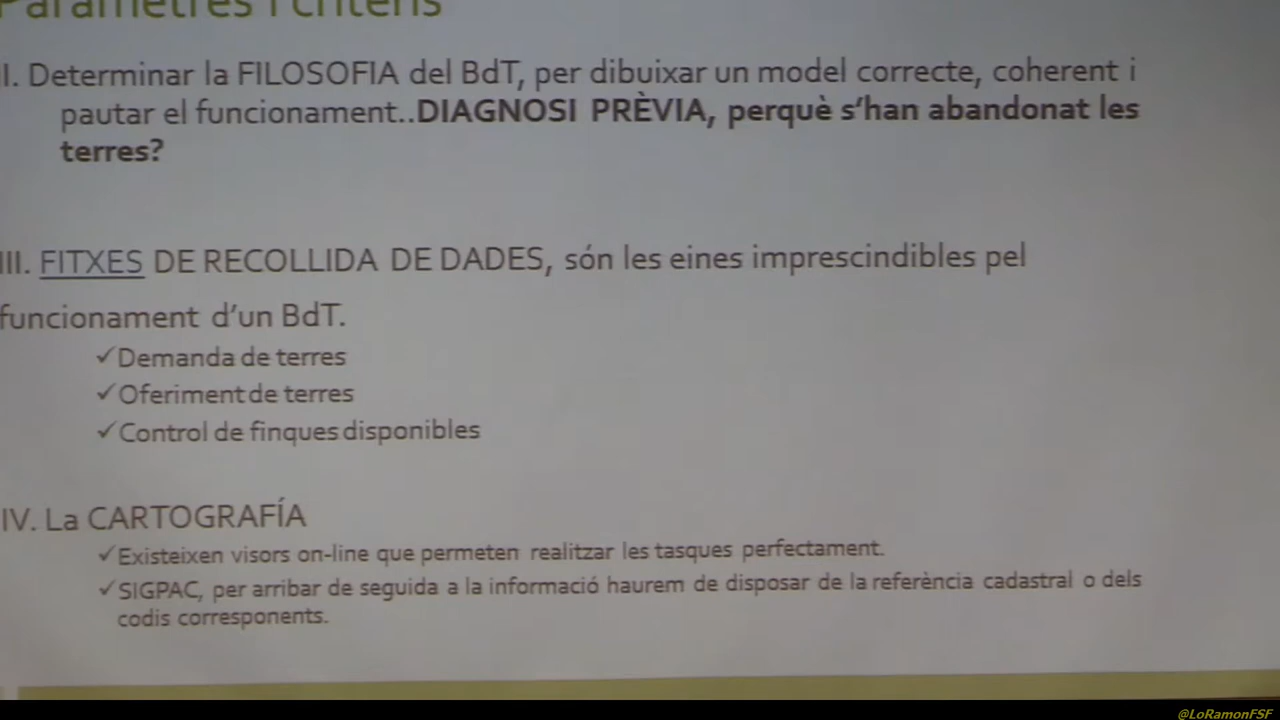 Paràmetres i criteris
II. Determinar la FILOSOFIA del BdT, per dibuixar un model correcte, coherent i
pautar el funcionament..DIAGNOSI PRÈVIA, perquè s'han abandonat les
terres?
III. FITXES DE RECOLLIDA DE DADES, són les eines imprescindibles pel
funcionament d'un BdT.
✓Demanda de terres
✓Oferiment de terres
✓Control de finques disponibles
IV. La CARTOGRAFÍA
✓Existeixen visors on-line que permeten realitzar les tasques perfectament.
✓SIGPAC, per arribar de seguida a la informació haurem de disposar de la referència cadastral o dels
codis corresponents.
@LoRamonFSF